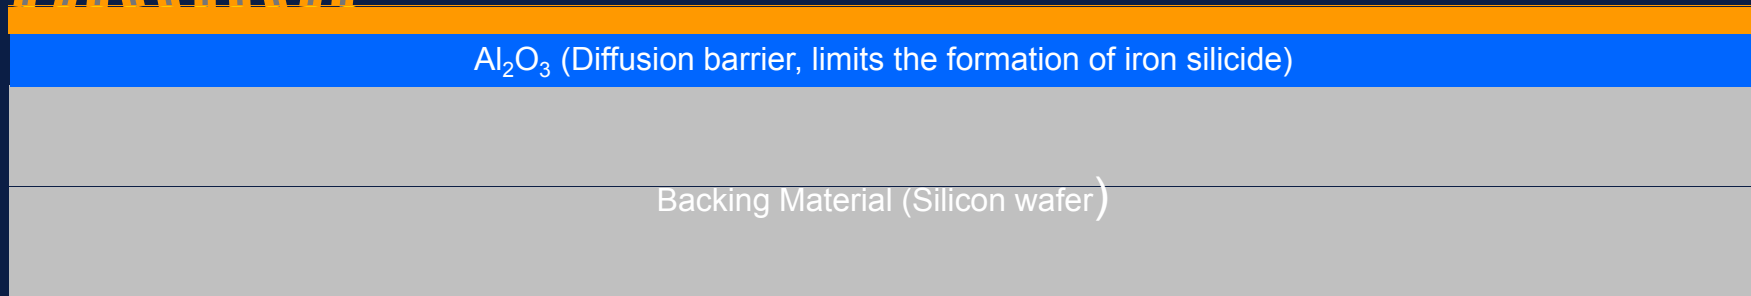 Al₂O₃ (Diffusion barrier, limits the formation of iron silicide)
Backing Material (Silicon wafer)